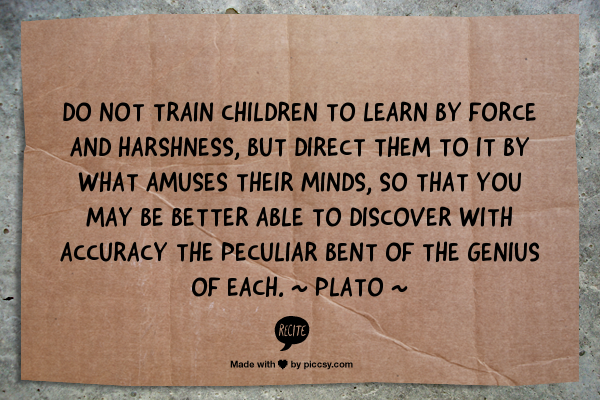 DO NOT TRAIN CHILDREN TO LEARN BY FORCE
AND HARSHNESS, BUT DIRECT THEM TO IT BY
WHAT AMUSES THEIR MINDS, SO THAT YOU
MAY BE BETTER ABLE TO DISCOVER WITH
ACCURACY THE PECULIAR BENT OF THE GENIUS
OF EACH. ~ PLATO ~
RECITE
Made with ♥ by piccsy.com